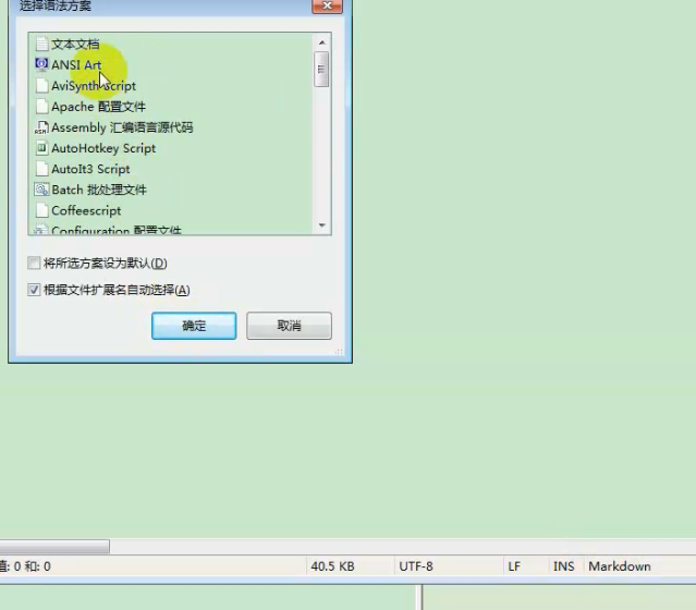 选择语法方案
文本文档
ANSI Art
AviSynth Script
Apache 配置文件
Assembly 汇编语言源代码
AutoHotkey Script
AutoIt3 Script
Batch 批处理文件
Coffeescript
Configuration 配置文件
将所选方案设为默认(D)
根据文件扩展名自动选择(A)
确定 取消
值: 0 和: 0 40.5 KB UTF-8 LF INS Markdown